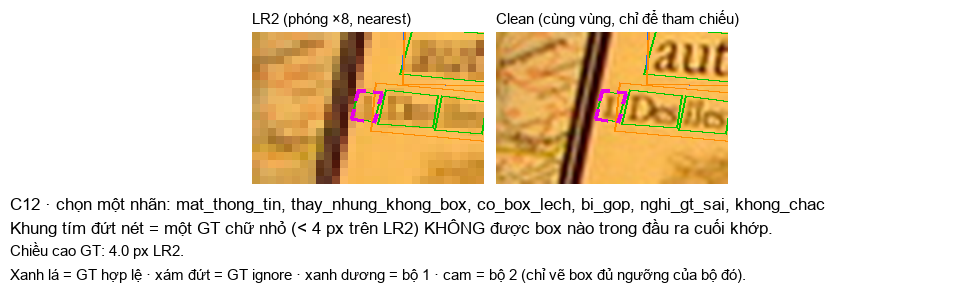 LR2 (phóng ×8, nearest)
Clean (cùng vùng, chỉ để tham chiếu)
aut
Desiles
C12 · chọn một nhãn: mat_thong_tin, thay_nhung_khong_box, co_box_lech, bi_gop, nghi_gt_sai, khong_chac
Khung tím đứt nét = một GT chữ nhỏ (< 4 px trên LR2) KHÔNG được box nào trong đầu ra cuối khớp.
Chiều cao GT: 4.0 px LR2.
Xanh lá = GT hợp lệ · xám đứt = GT ignore · xanh dương = bộ 1 · cam = bộ 2 (chỉ vẽ box đủ ngưỡng của bộ đó).